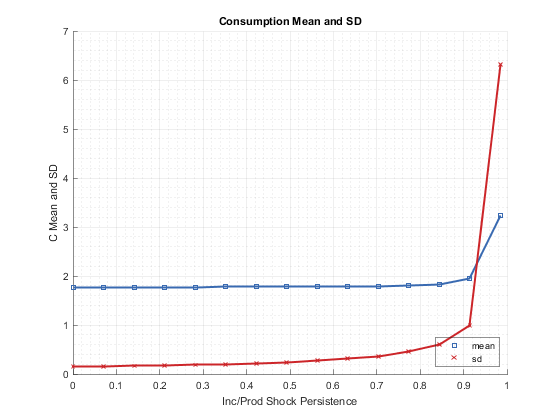 Consumption Mean and SD
7
6
5
4
3
2
1
0
C Mean and SD
0 0.1 0.2 0.3 0.4 0.5 0.6 0.7 0.8 0.9 1
Inc/Prod Shock Persistence
mean
sd